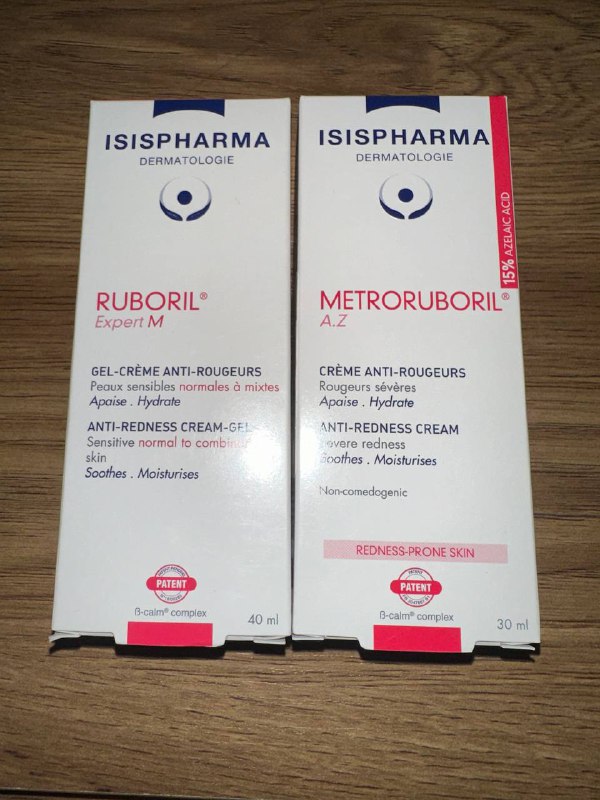 ISISPHARMA
DERMATOLOGIE
RUBORIL®
Expert M
GEL-CRÈME ANTI-ROUGEURS
Peaux sensibles normales à mixtes
Apaise . Hydrate
ANTI-REDNESS CREAM-GEL
Sensitive normal to
skin
Soothes . Moisturises
PATENT
ß-calm® complex
40 ml
ISISPHARMA
DERMATOLOGIE
15% AZELAIC ACID
METRORUBORIL®
A.Z
CRÈME ANTI-ROUGEURS
Rougeurs sévères
Apaise . Hydrate
ANTI-REDNESS CREAM
Severe redness
Soothes . Moisturises
Non-comedogenic
REDNESS-PRONE SKIN
PATENT
ß-calm® complex
30 ml